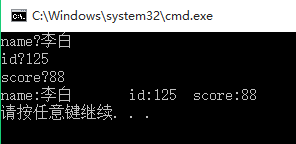 C:\Windows\system32\cmd.exe
name?李白
id?125
score?88
name:李白 id:125 score:88
请按任意键继续. . .